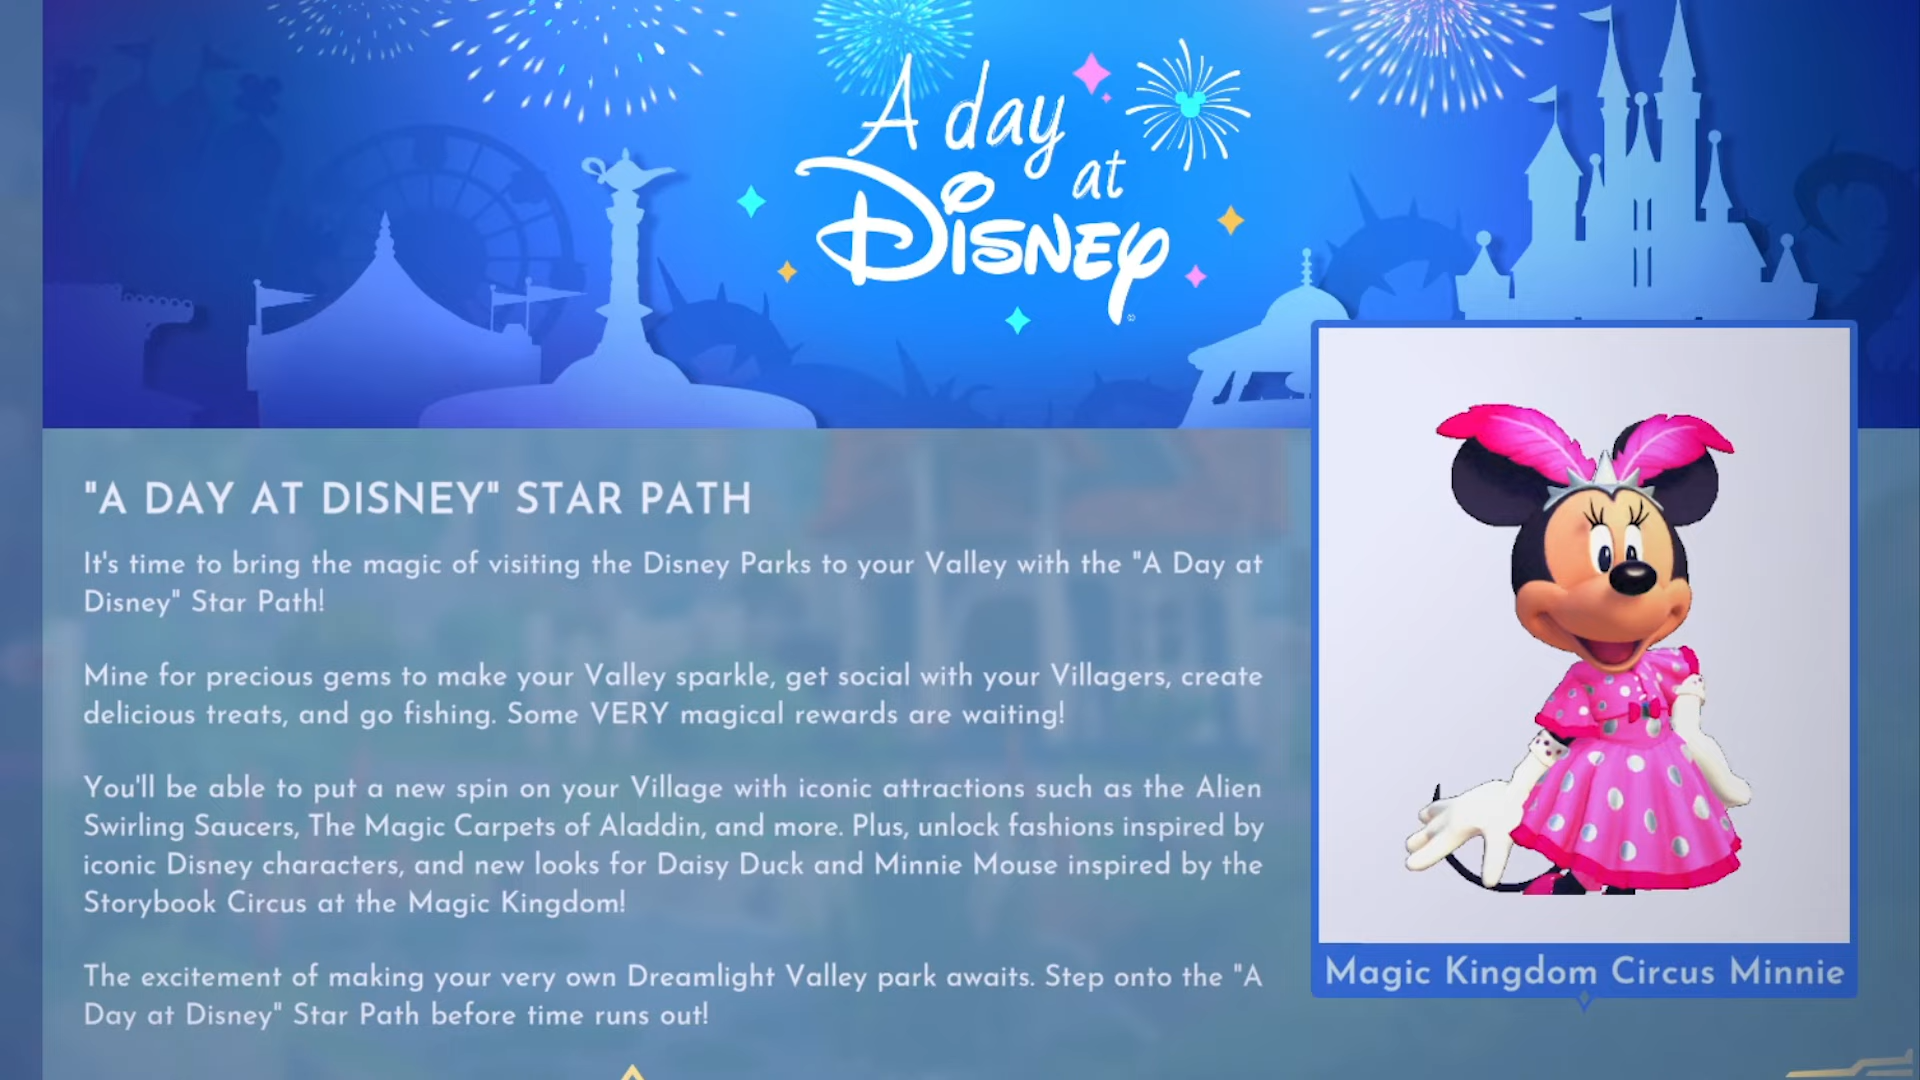 A day
at
Disney
©
"A DAY AT DISNEY" STAR PATH
It's time to bring the magic of visiting the Disney Parks to your Valley with the "A Day at
Disney" Star Path!
Mine for precious gems to make your Valley sparkle, get social with your Villagers, create
delicious treats, and go fishing. Some VERY magical rewards are waiting!
You'll be able to put a new spin on your Village with iconic attractions such as the Alien
Swirling Saucers, The Magic Carpets of Aladdin, and more. Plus, unlock fashions inspired by
iconic Disney characters, and new looks for Daisy Duck and Minnie Mouse inspired by the
Storybook Circus at the Magic Kingdom!
The excitement of making your very own Dreamlight Valley park awaits. Step onto the "A
Day at Disney" Star Path before time runs out!
Magic Kingdom Circus Minnie